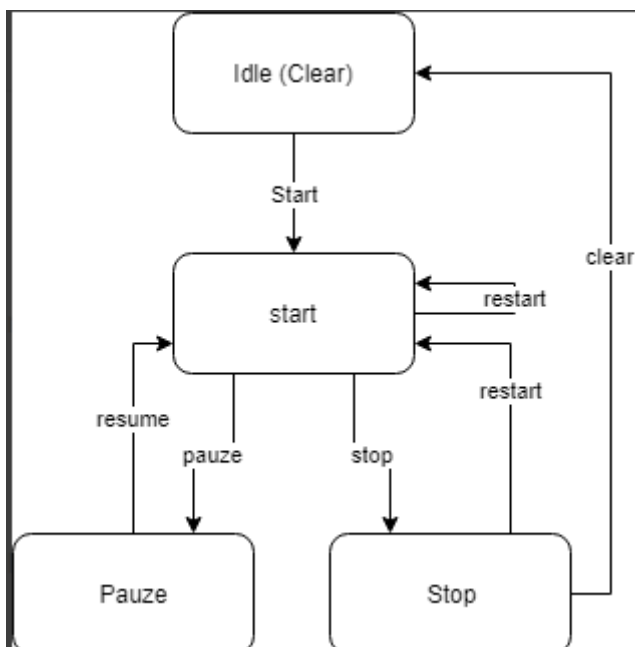 Idle (Clear)
Start
clear
start
restart
resume
restart
pauze
stop
Pauze
Stop